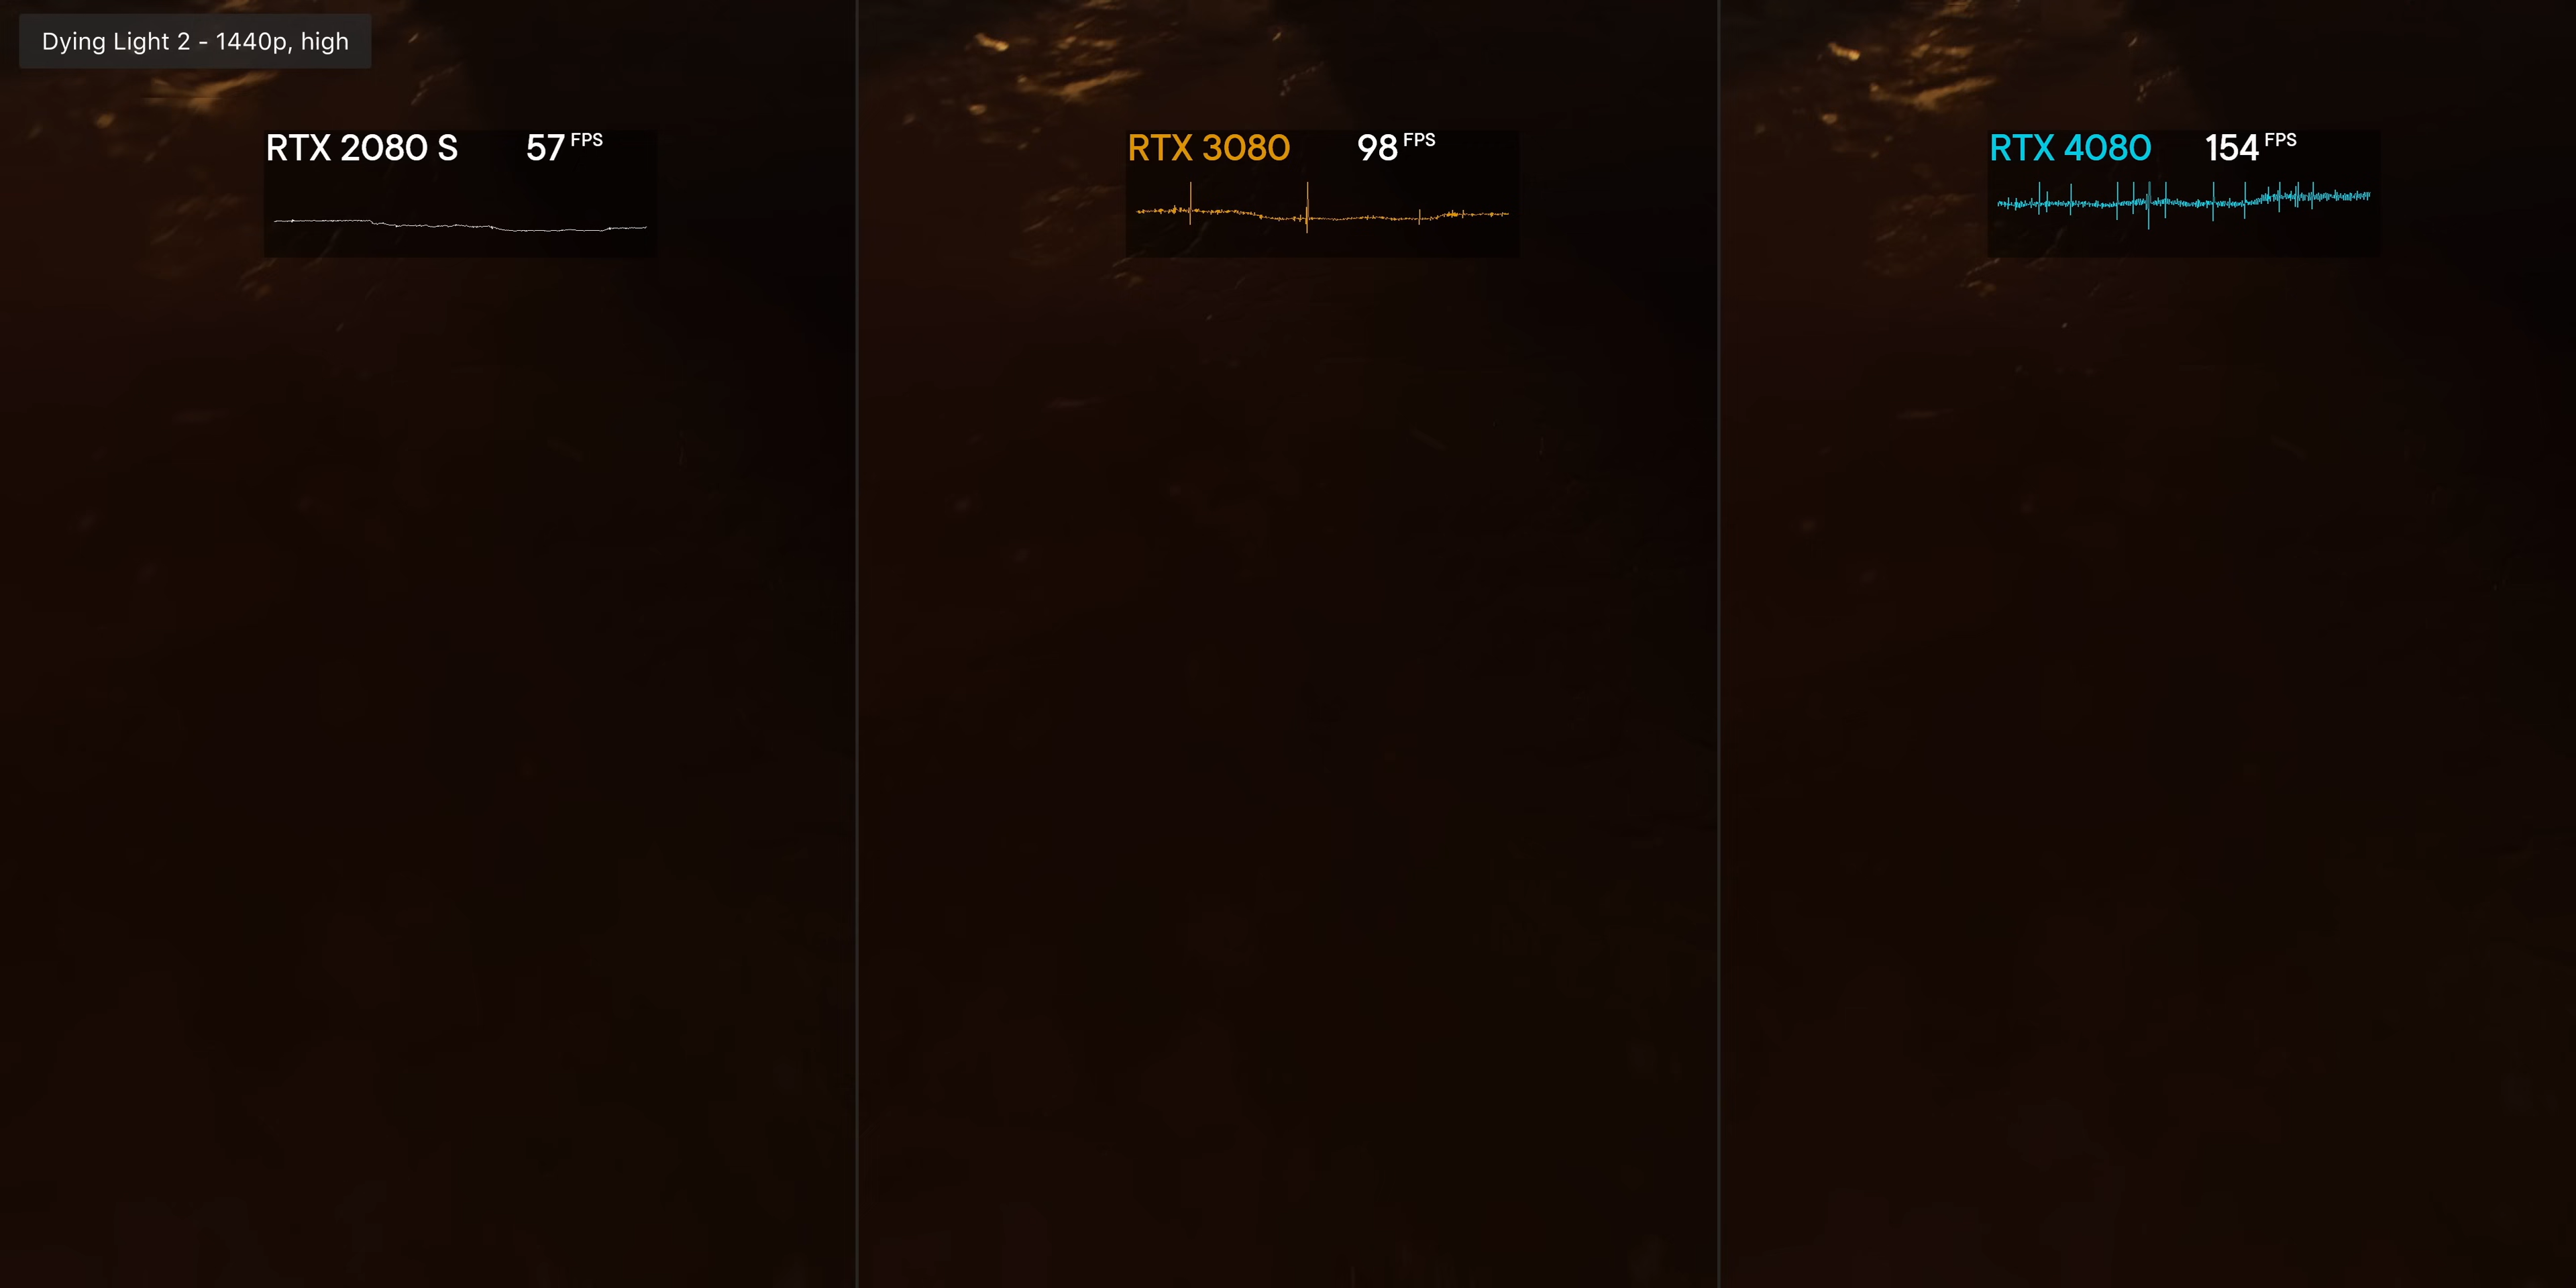 Dying Light 2 - 1440p, high
RTX 2080 S 57 FPS
RTX 3080 98 FPS
RTX 4080 154 FPS